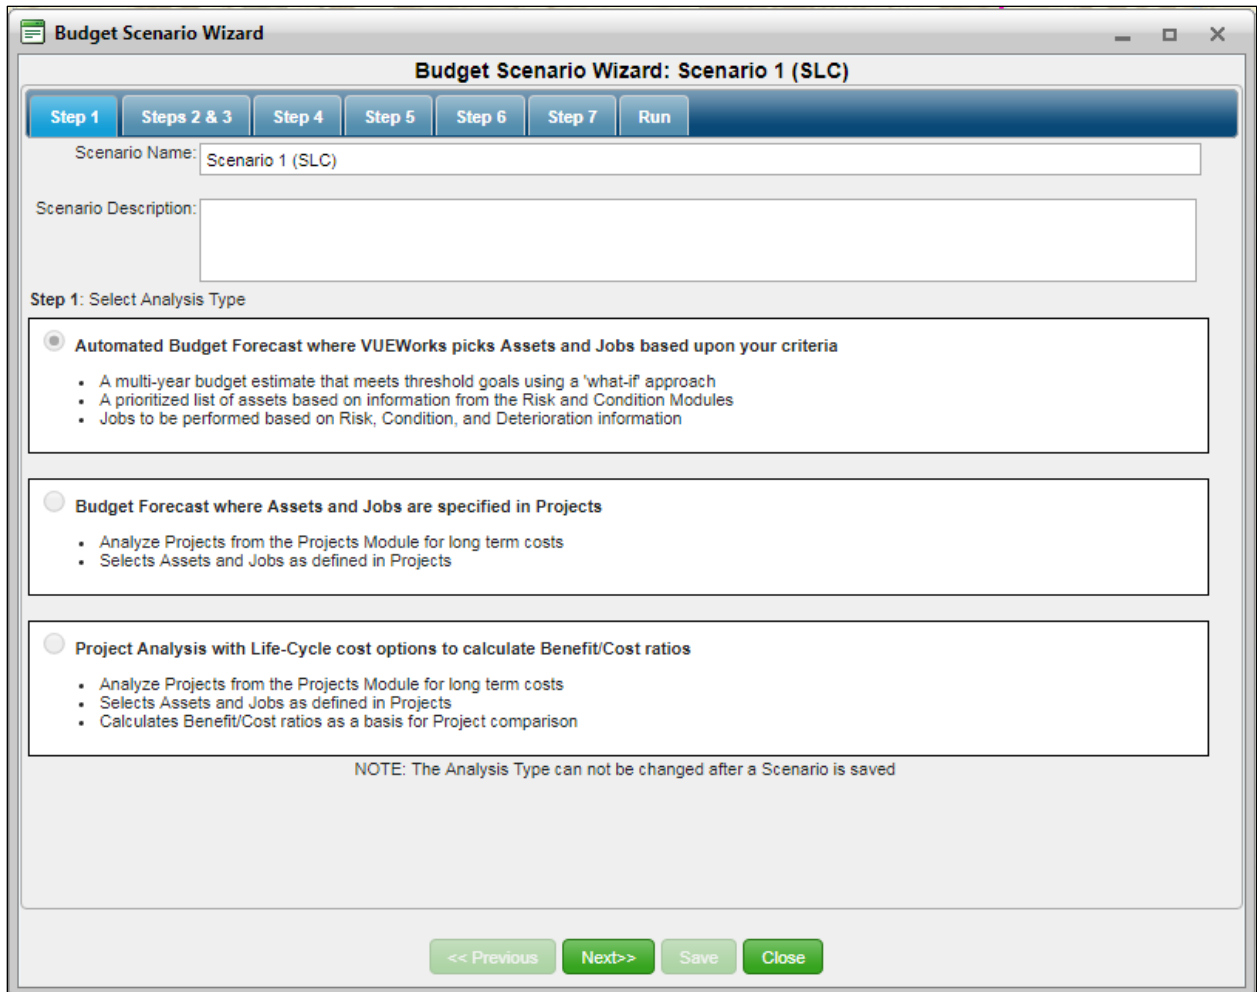 Budget Scenario Wizard
Budget Scenario Wizard: Scenario 1 (SLC)
Step 1 Steps 2 & 3 Step 4 Step 5 Step 6 Step 7 Run
Scenario Name: Scenario 1 (SLC)
Scenario Description:
Step 1: Select Analysis Type
Automated Budget Forecast where VUEWorks picks Assets and Jobs based upon your criteria
• A multi-year budget estimate that meets threshold goals using a 'what-if' approach
• A prioritized list of assets based on information from the Risk and Condition Modules
• Jobs to be performed based on Risk, Condition, and Deterioration information
Budget Forecast where Assets and Jobs are specified in Projects
• Analyze Projects from the Projects Module for long term costs
• Selects Assets and Jobs as defined in Projects
Project Analysis with Life-Cycle cost options to calculate Benefit/Cost ratios
• Analyze Projects from the Projects Module for long term costs
• Selects Assets and Jobs as defined in Projects
• Calculates Benefit/Cost ratios as a basis for Project comparison
NOTE: The Analysis Type can not be changed after a Scenario is saved
<< Previous Next>> Save Close